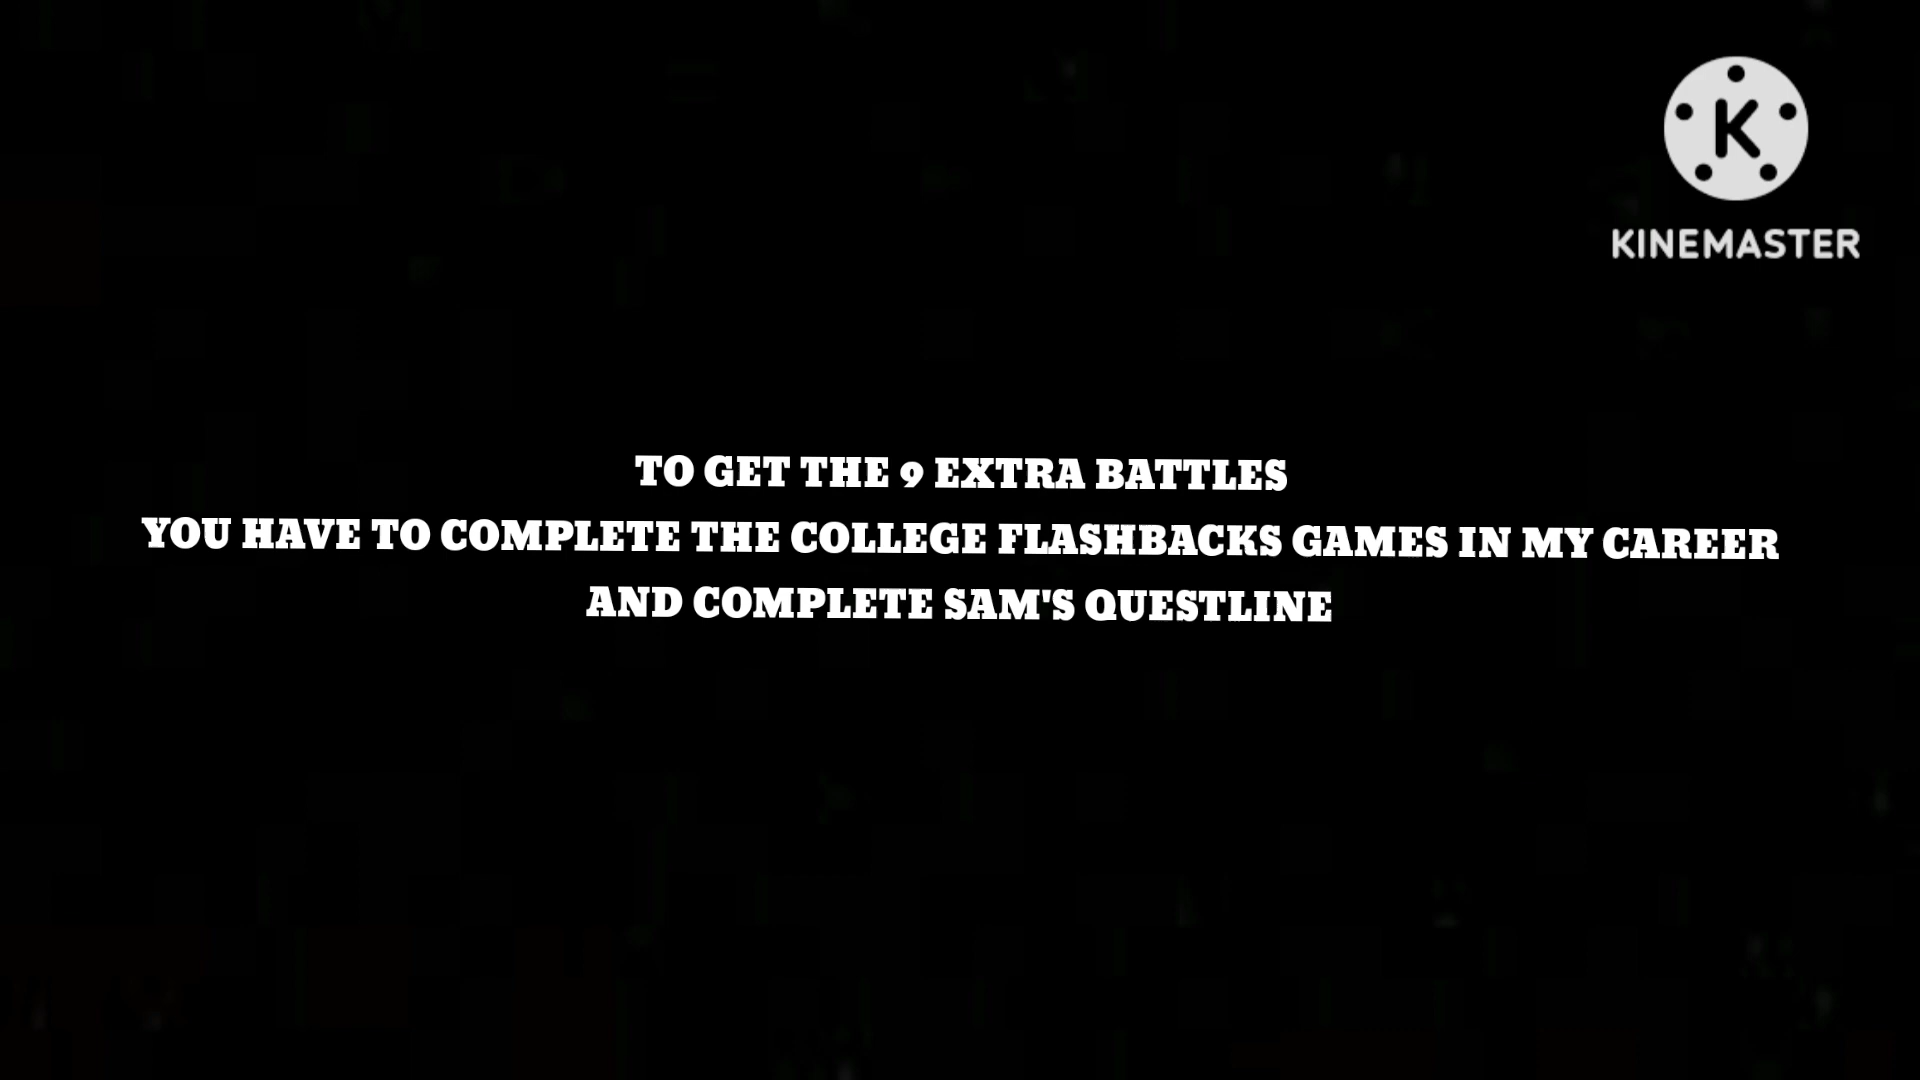 K
KINEMASTER
TO GET THE 9 EXTRA BATTLES
YOU HAVE TO COMPLETE THE COLLEGE FLASHBACKS GAMES IN MY CAREER
AND COMPLETE SAM'S QUESTLINE